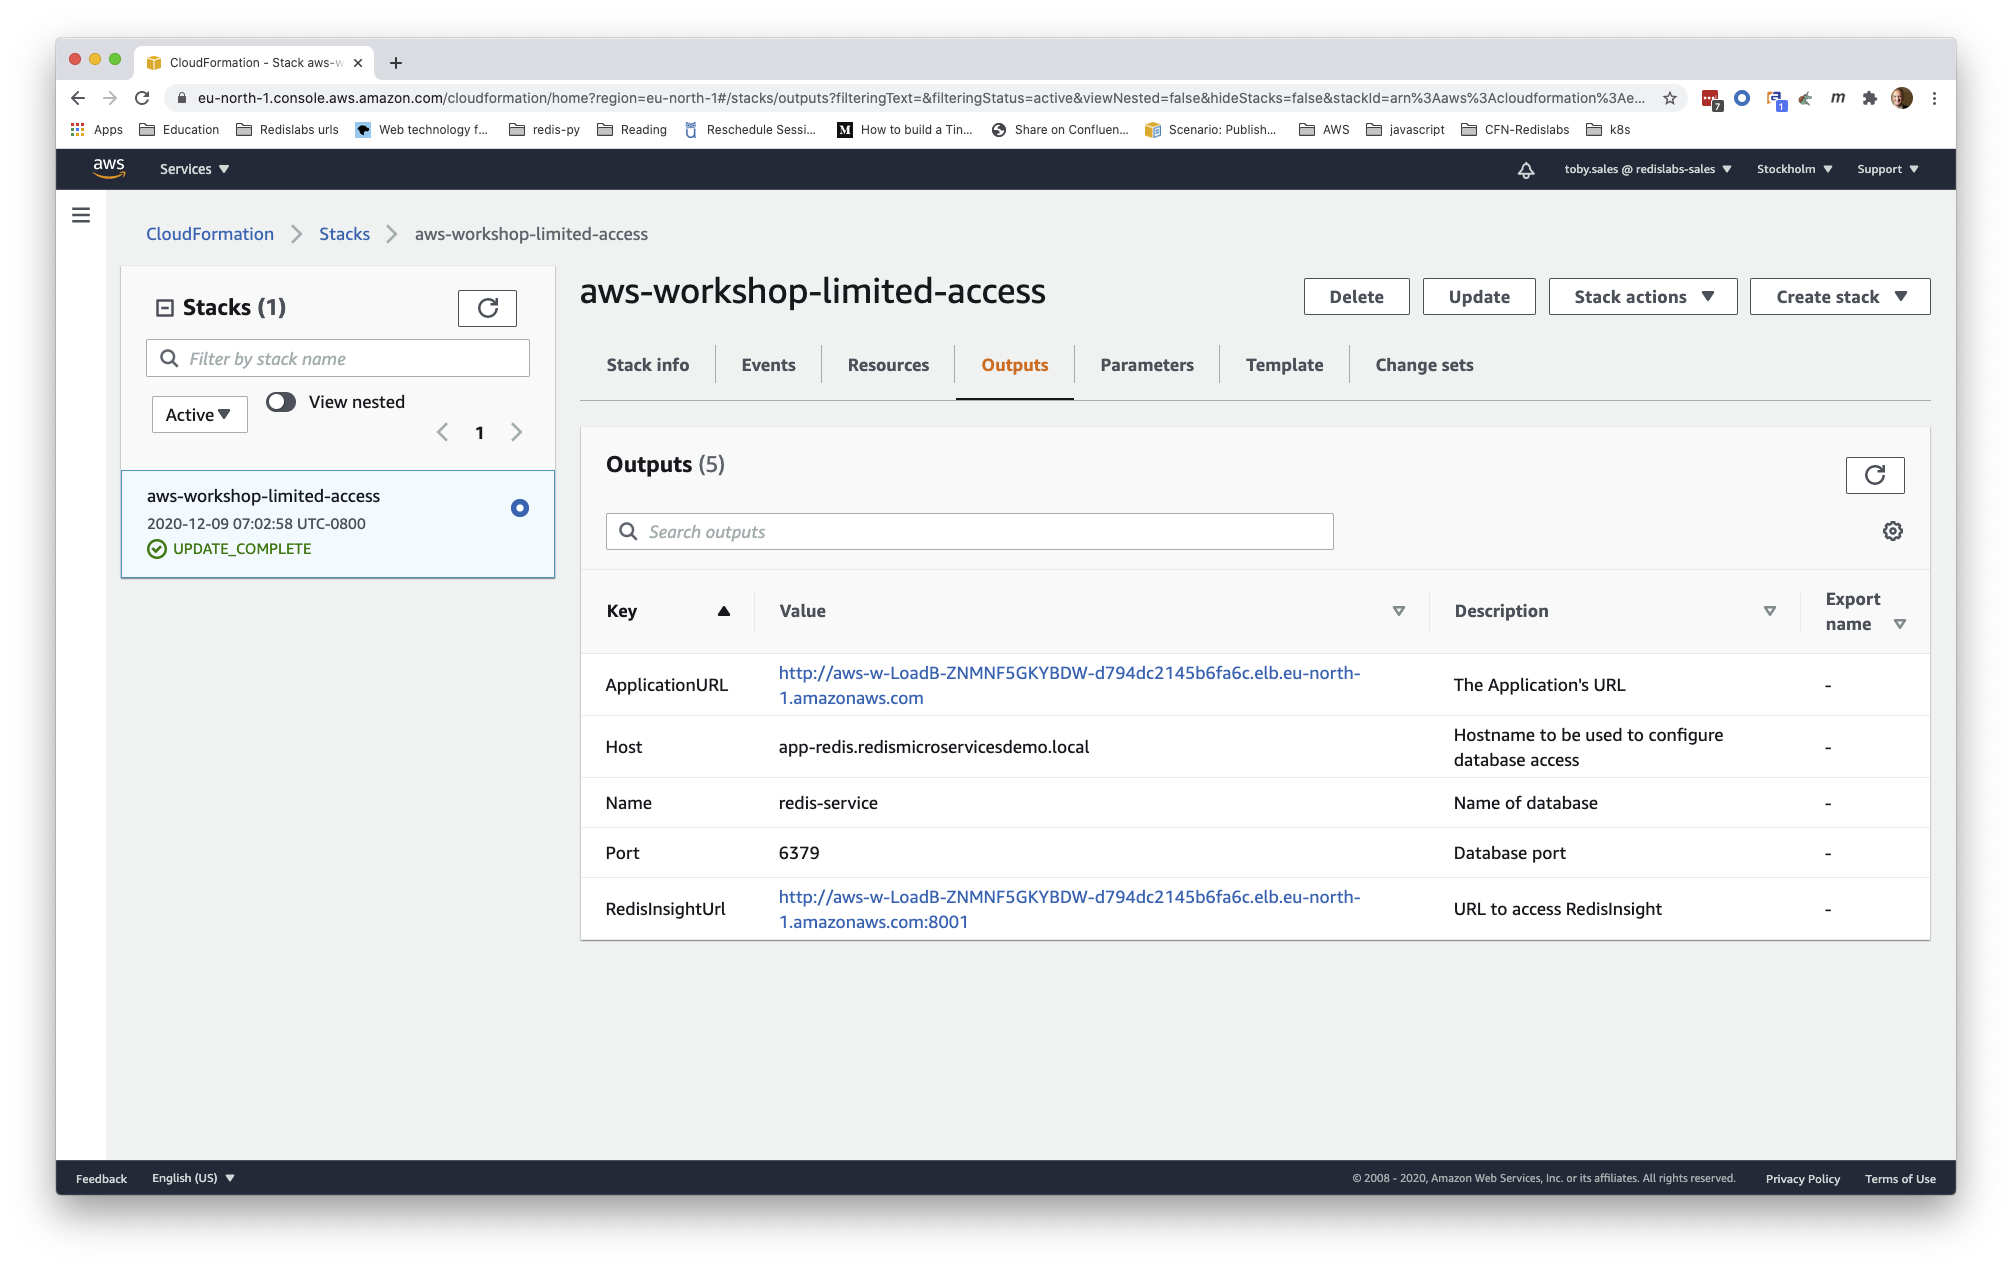 CloudFormation - Stack aws-w
eu-north-1.console.aws.amazon.com/cloudformation/home?region=eu-north-1#/stacks/outputs?filteringText=&filteringStatus=active&viewNested=false&hideStacks=false&stackId=arn%3Aaws%3Acloudformation%3Ae...
7
1
m
Apps Education Redislabs urls Web technology f... redis-py Reading Reschedule Sessi... M How to build a Tin... Share on Confluen... Scenario: Publish... AWS javascript CFN-Redislabs k8s
aws Services toby.sales @ redislabs-sales Stockholm Support
CloudFormation Stacks aws-workshop-limited-access
Stacks (1)
Filter by stack name
Active
View nested
1
aws-workshop-limited-access
2020-12-09 07:02:58 UTC-0800
UPDATE_COMPLETE
aws-workshop-limited-access
Delete Update Stack actions Create stack
Stack info Events Resources Outputs Parameters Template Change sets
Outputs (5)
Search outputs
Key Value Description Export
name
ApplicationURL http://aws-w-LoadB-ZNMNF5GKYBDW-d794dc2145b6fa6c.elb.eu-north-
1.amazonaws.com The Application's URL -
Host app-redis.redismicroservicesdemo.local Hostname to be used to configure
database access -
Name redis-service Name of database -
Port 6379 Database port -
RedisInsightUrl http://aws-w-LoadB-ZNMNF5GKYBDW-d794dc2145b6fa6c.elb.eu-north-
1.amazonaws.com:8001 URL to access RedisInsight -
Feedback English (US) © 2008 - 2020, Amazon Web Services, Inc. or its affiliates. All rights reserved. Privacy Policy Terms of Use